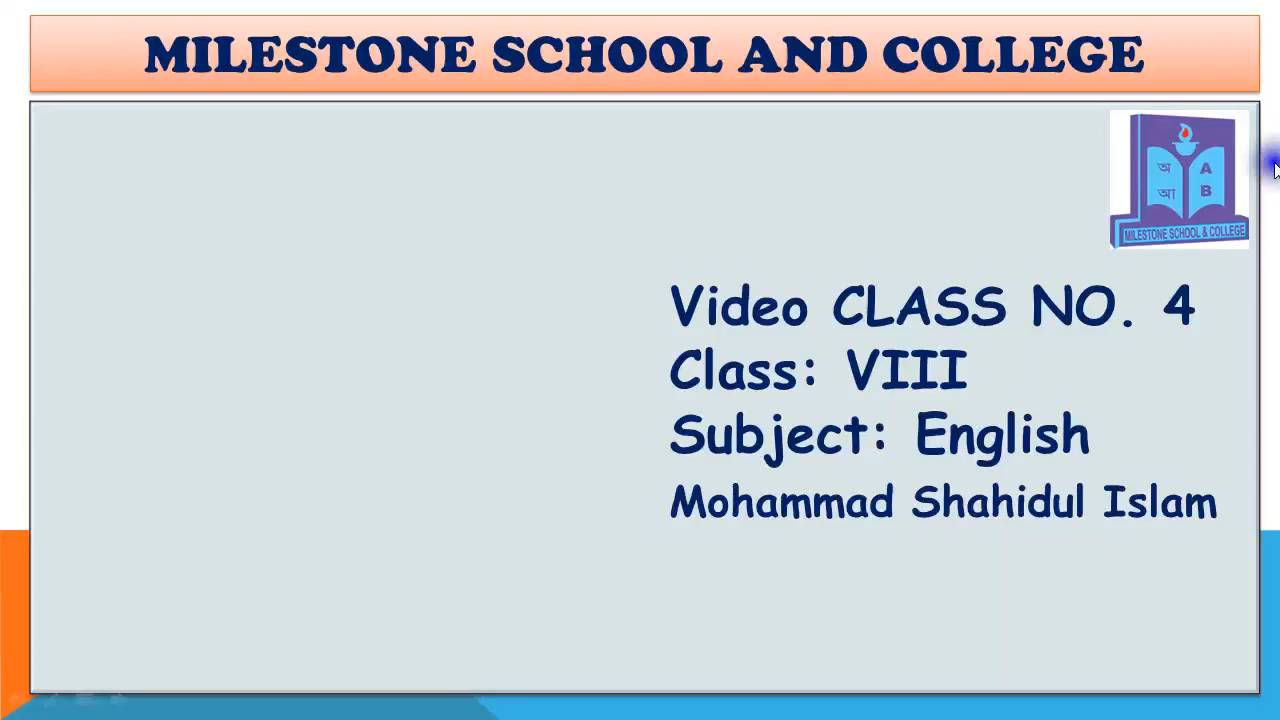 MILESTONE SCHOOL AND COLLEGE
অ A
আ B
MILESTONE SCHOOL & COLLEGE
Video CLASS NO. 4
Class: VIII
Subject: English
Mohammad Shahidul Islam